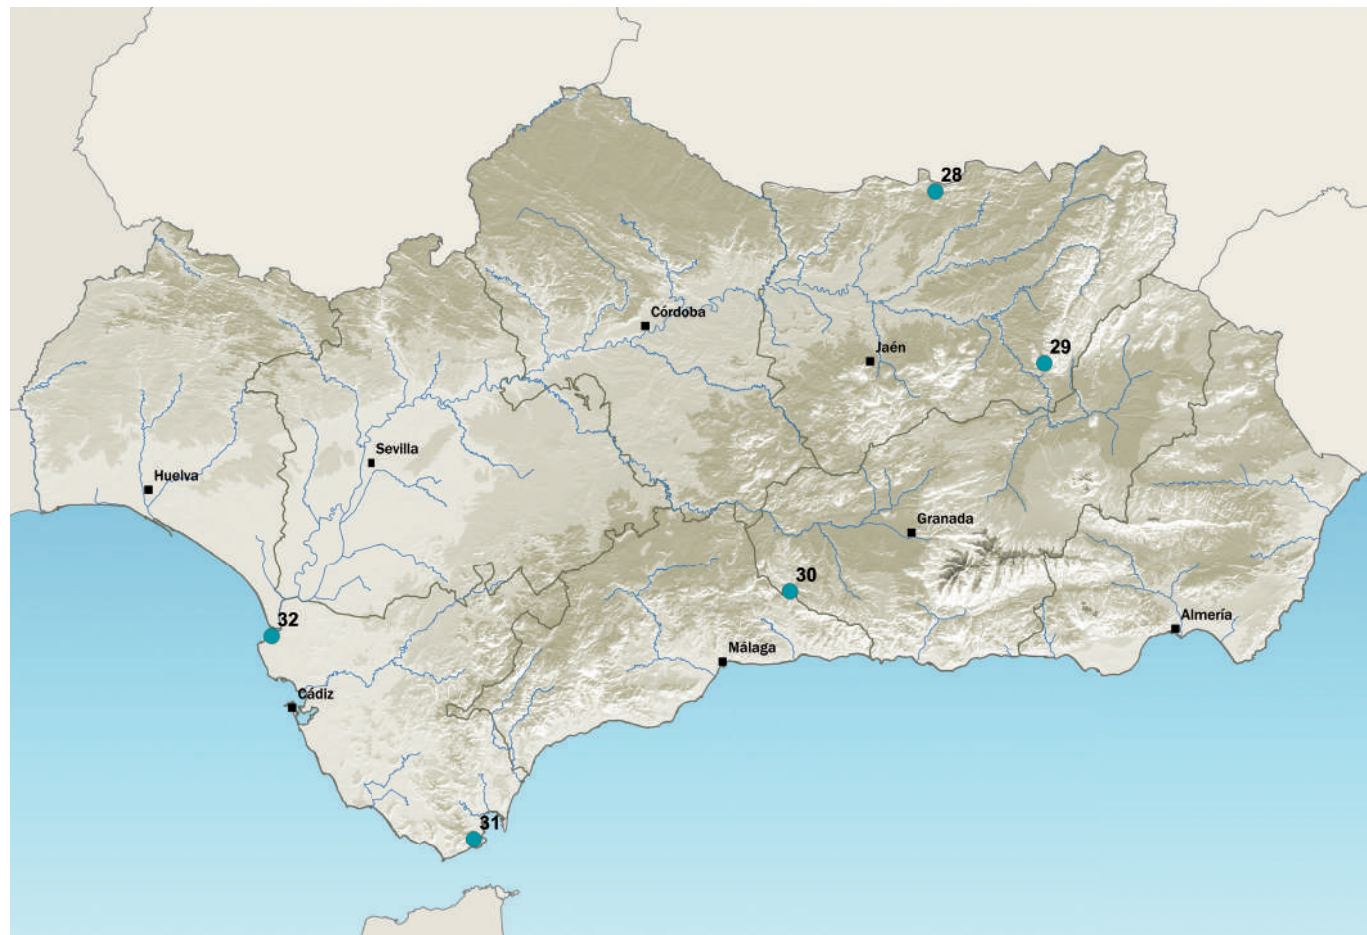 28
Córdoba
Jaén
29
Sevilla
Huelva
Granada
30
Almería
32
Málaga
Cádiz
31